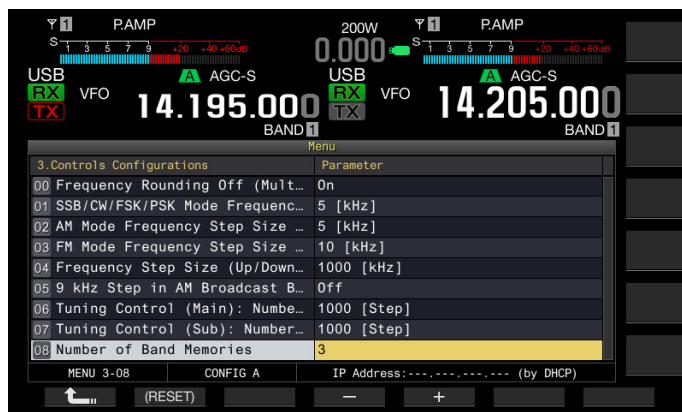 1 P.AMP 200W 1 P.AMP
S 1 3 5 7 9 +20 +40 +60dB 0.000 S 1 3 5 7 9 +20 +40 +60dB
USB A AGC-S USB A AGC-S
RX VFO 14.195.000 RX VFO 14.205.000
TX TX
BAND 1 BAND 1
Menu
3.Controls Configurations Parameter
00 Frequency Rounding Off (Mult… On
01 SSB/CW/FSK/PSK Mode Frequenc… 5 [kHz]
02 AM Mode Frequency Step Size … 5 [kHz]
03 FM Mode Frequency Step Size … 10 [kHz]
04 Frequency Step Size (Up/Down… 1000 [kHz]
05 9 kHz Step in AM Broadcast B… Off
06 Tuning Control (Main): Numbe… 1000 [Step]
07 Tuning Control (Sub): Number… 1000 [Step]
08 Number of Band Memories 3
MENU 3-08 CONFIG A IP Address:---.---.---.--- (by DHCP)
(RESET) − +